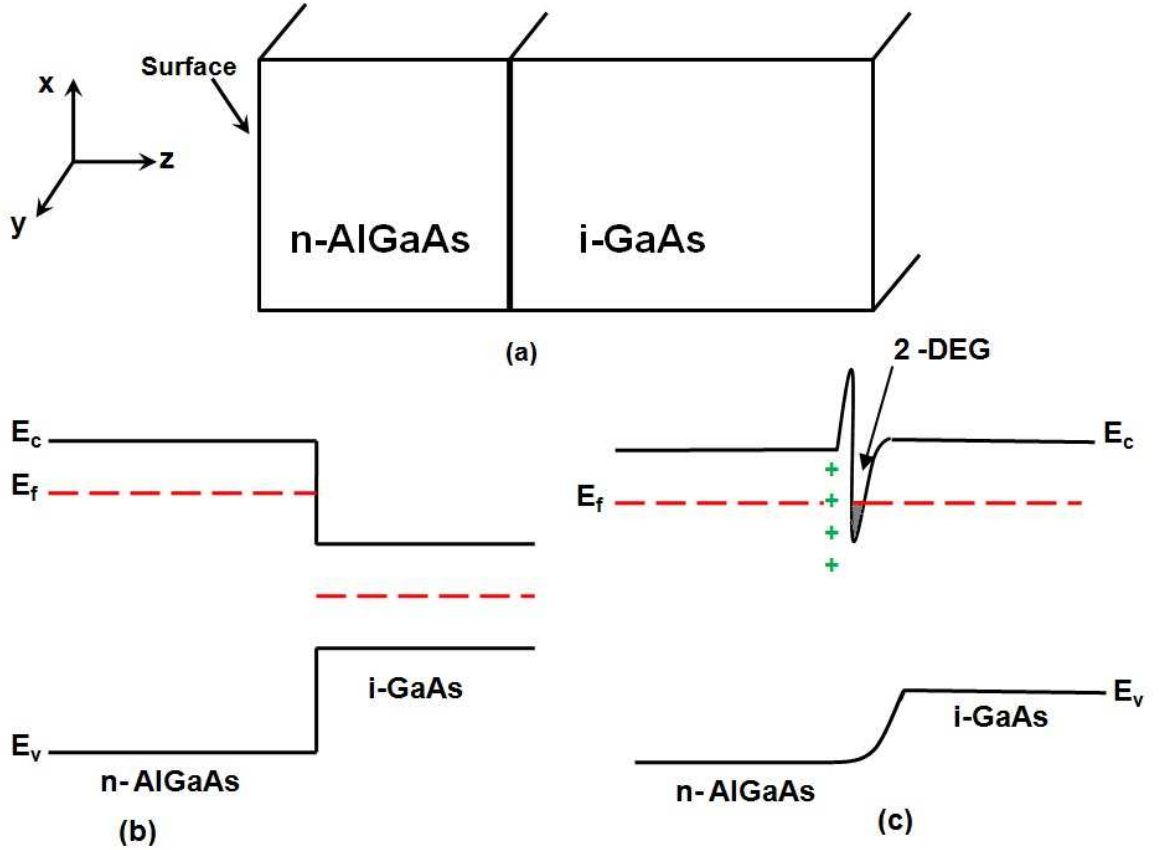 Surface
x
z
y
n-AlGaAs
i-GaAs
(a)
2 -DEG
Ec
Ef
i-GaAs
Ev
n- AlGaAs
(b)
Ec
Ef
+
+
+
+
Ev
i-GaAs
n- AlGaAs
(c)